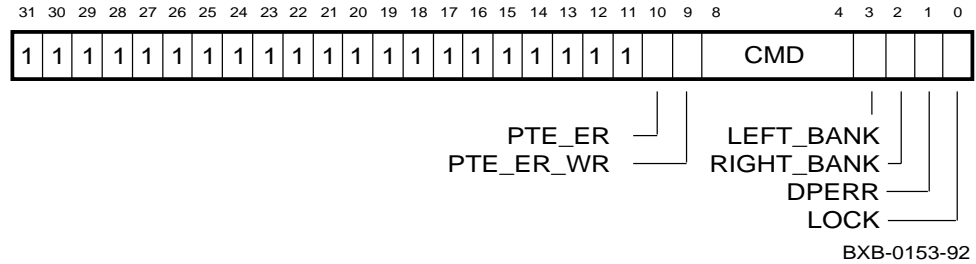 31 30 29 28 27 26 25 24 23 22 21 20 19 18 17 16 15 14 13 12 11 10 9 8 4 3 2 1 0
1 1 1 1 1 1 1 1 1 1 1 1 1 1 1 1 1 1 1 1 1 CMD
PTE_ER LEFT_BANK
PTE_ER_WR RIGHT_BANK
DPERR
LOCK
BXB-0153-92